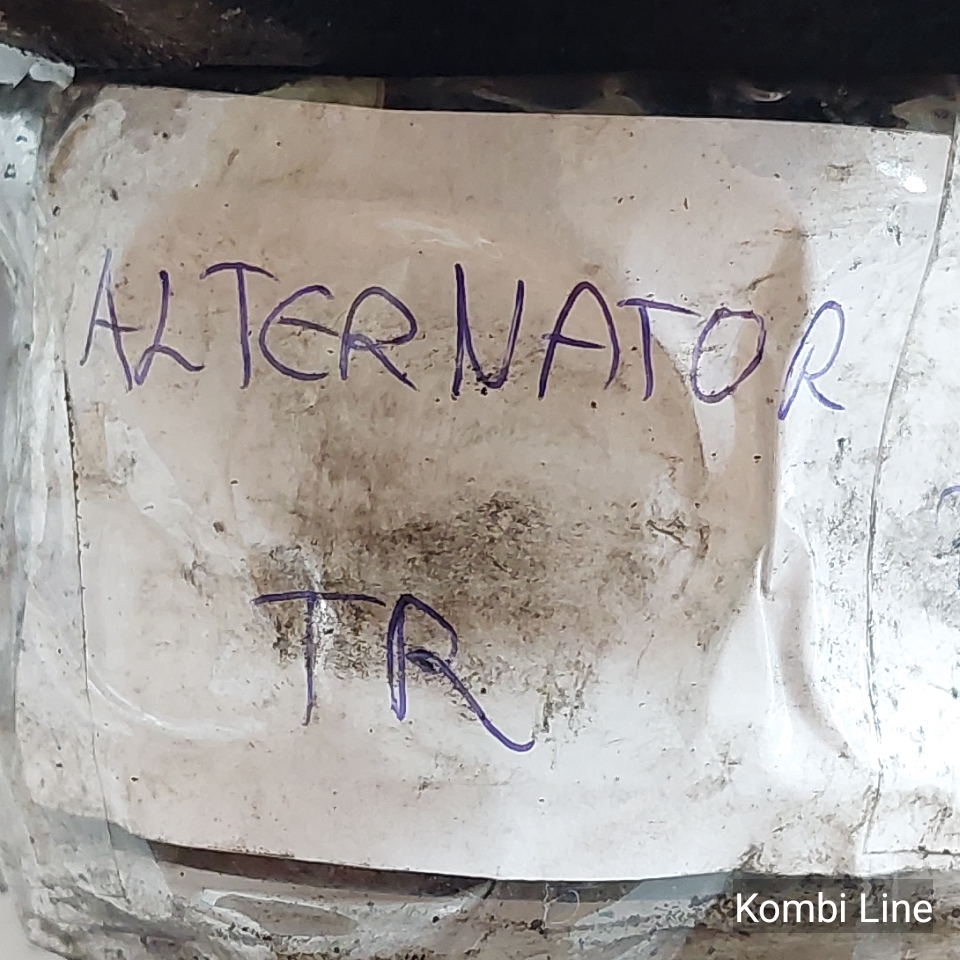 ALTERNATOR
TR
Kombi Line